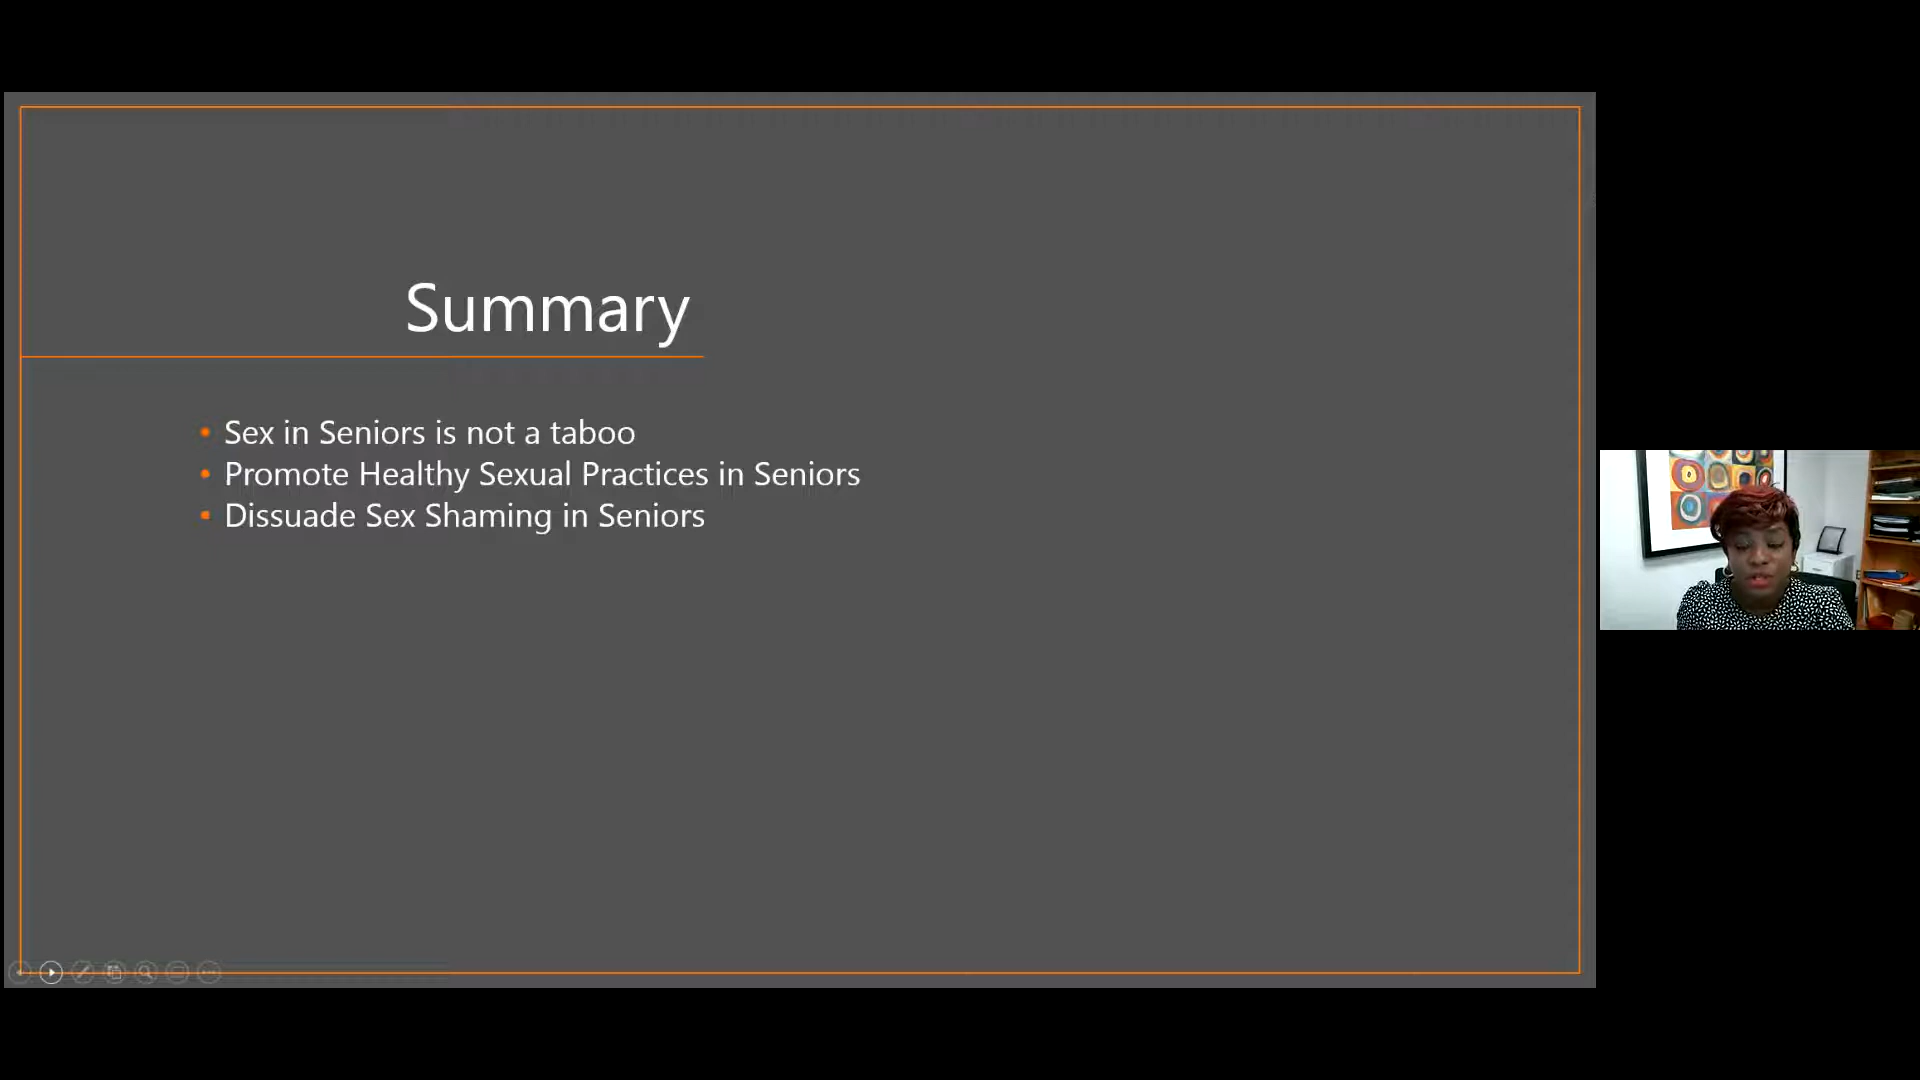 Summary
• Sex in Seniors is not a taboo
• Promote Healthy Sexual Practices in Seniors
• Dissuade Sex Shaming in Seniors